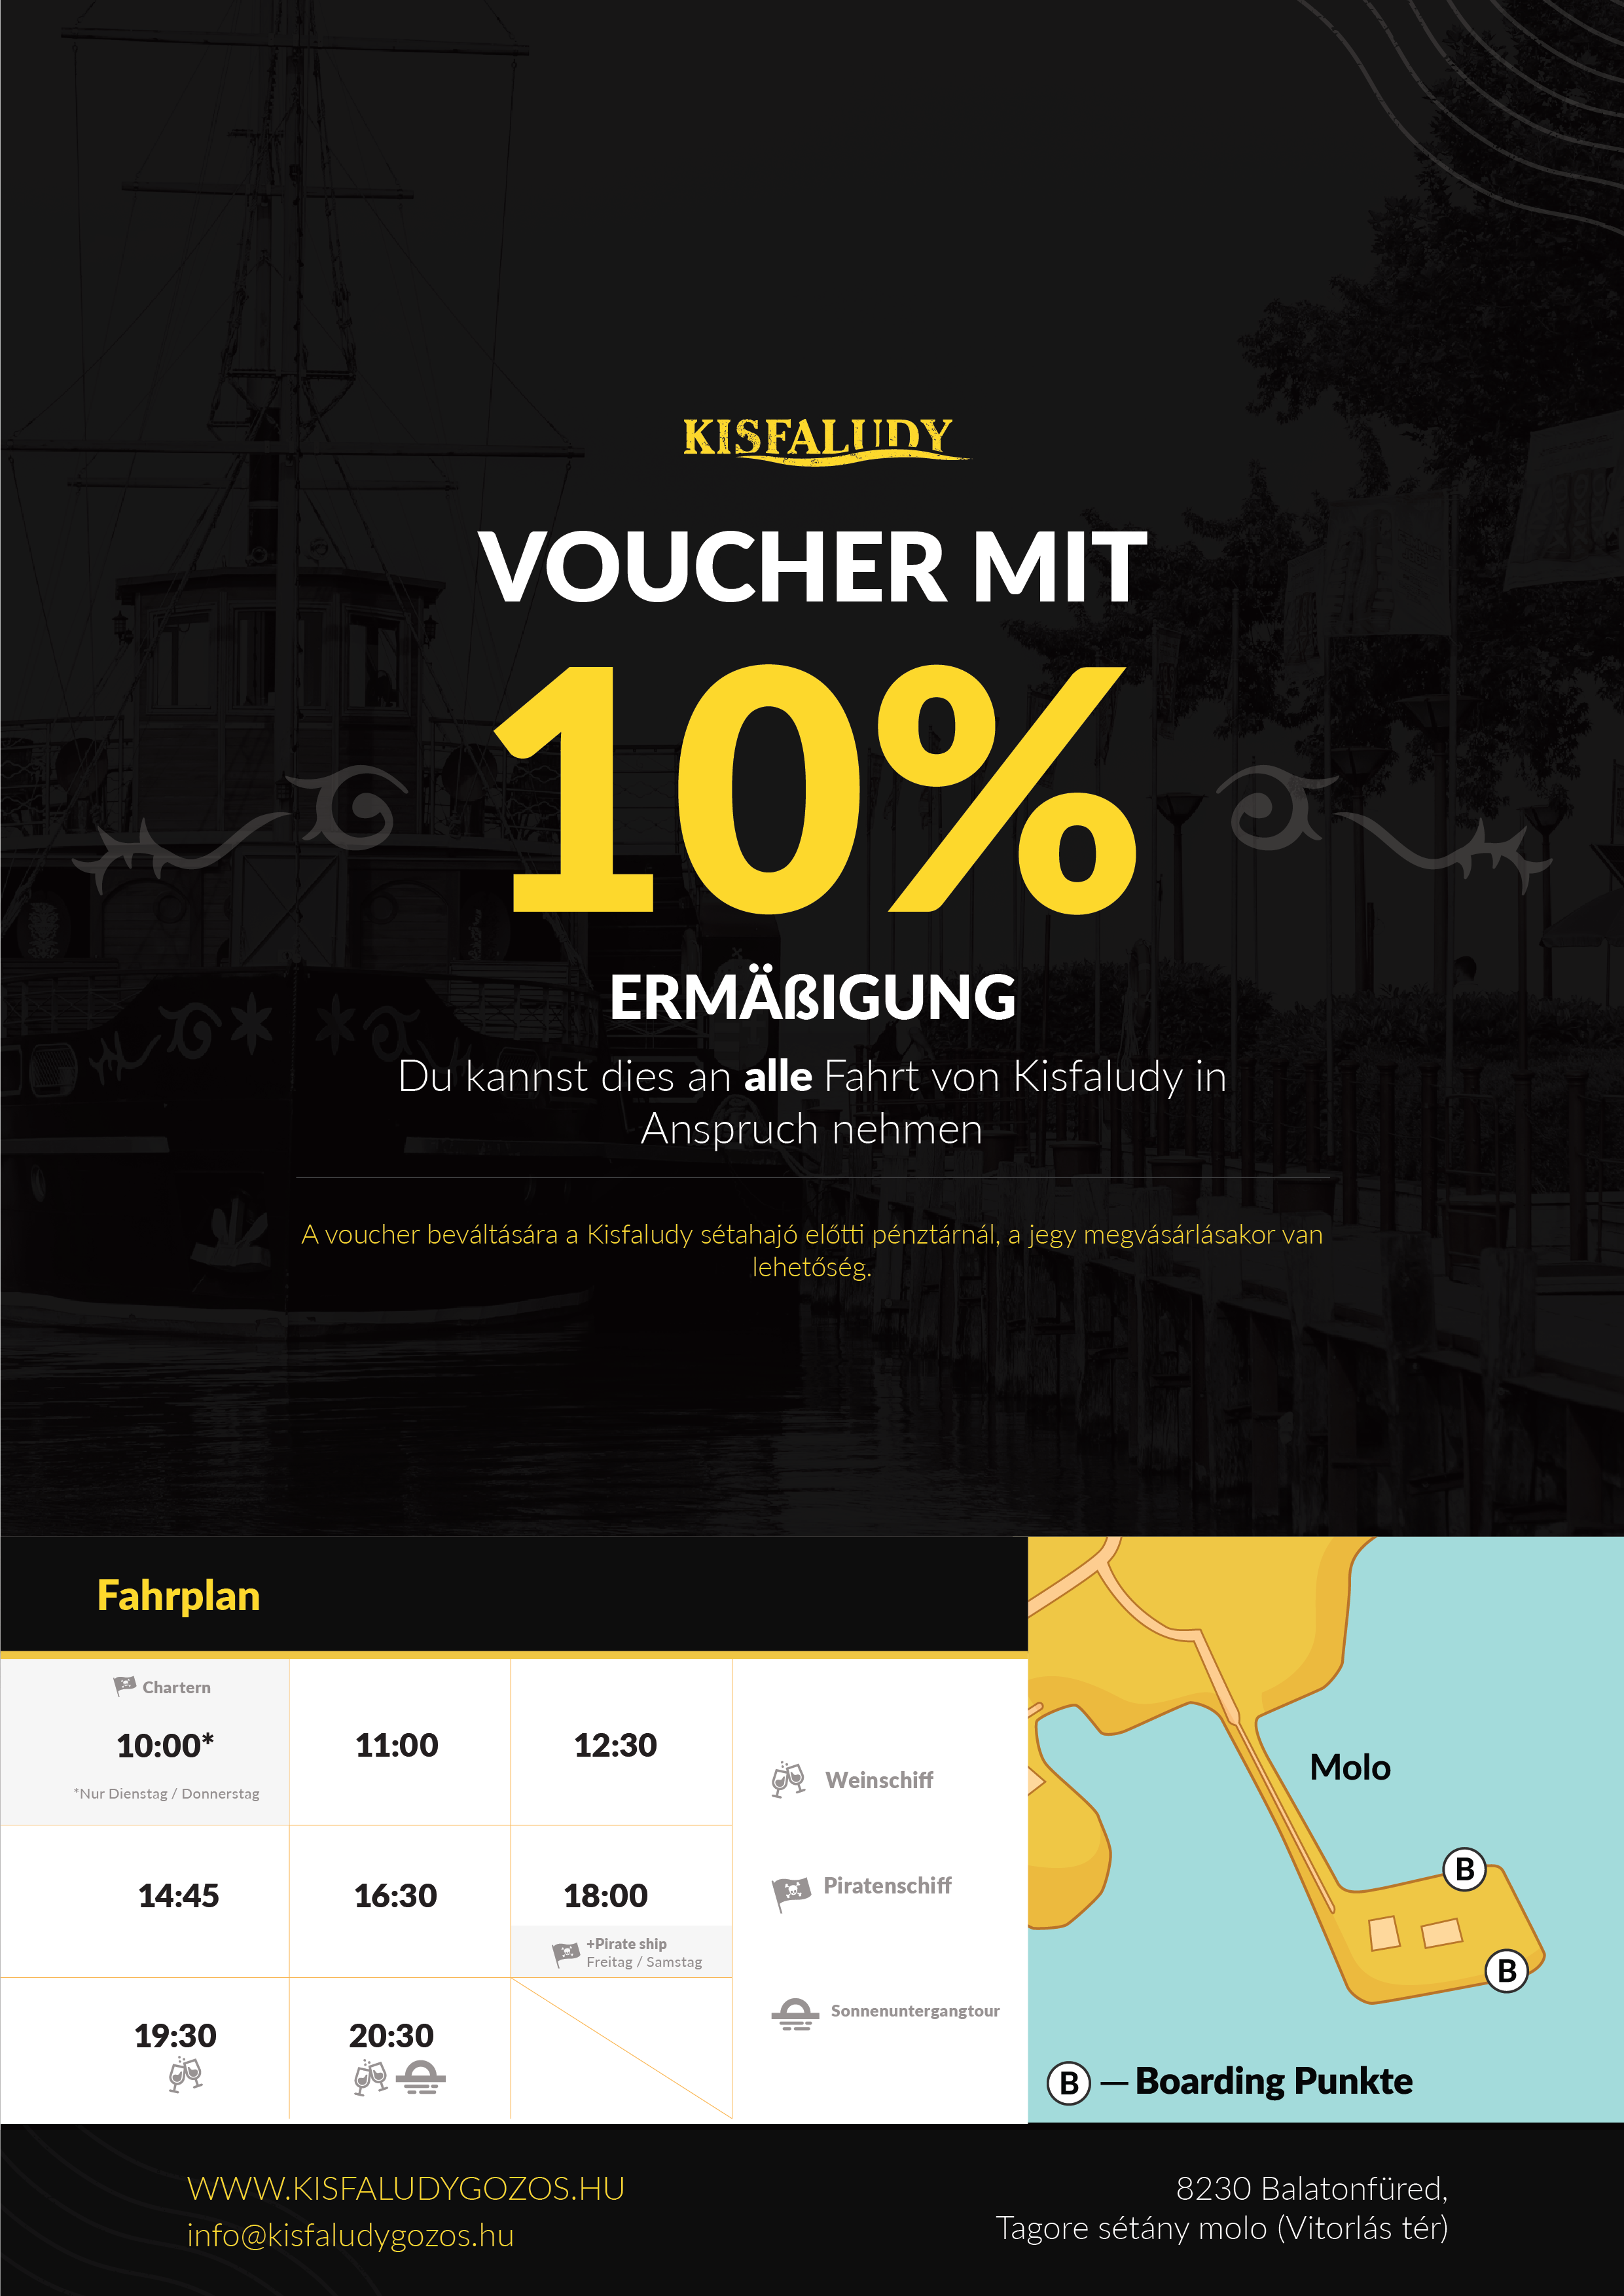 KISFALUDY
VOUCHER MIT
10%
ERMÄßIGUNG
Du kannst dies an alle Fahrt von Kisfaludy in
Anspruch nehmen
A voucher beváltására a Kisfaludy sétahajó előtti pénztárnál, a jegy megvásárlásakor van
lehetőség.
Fahrplan
Chartern
10:00*
*Nur Dienstag / Donnerstag
11:00
12:30
14:45
16:30
18:00
+Pirate ship
Freitag / Samstag
19:30
20:30
Weinschiff
Piratenschiff
Sonnenuntergangtour
Molo
B
B
B — Boarding Punkte
WWW.KISFALUDYGOZOS.HU
info@kisfaludygozos.hu
8230 Balatonfüred,
Tagore sétány molo (Vitorlás tér)